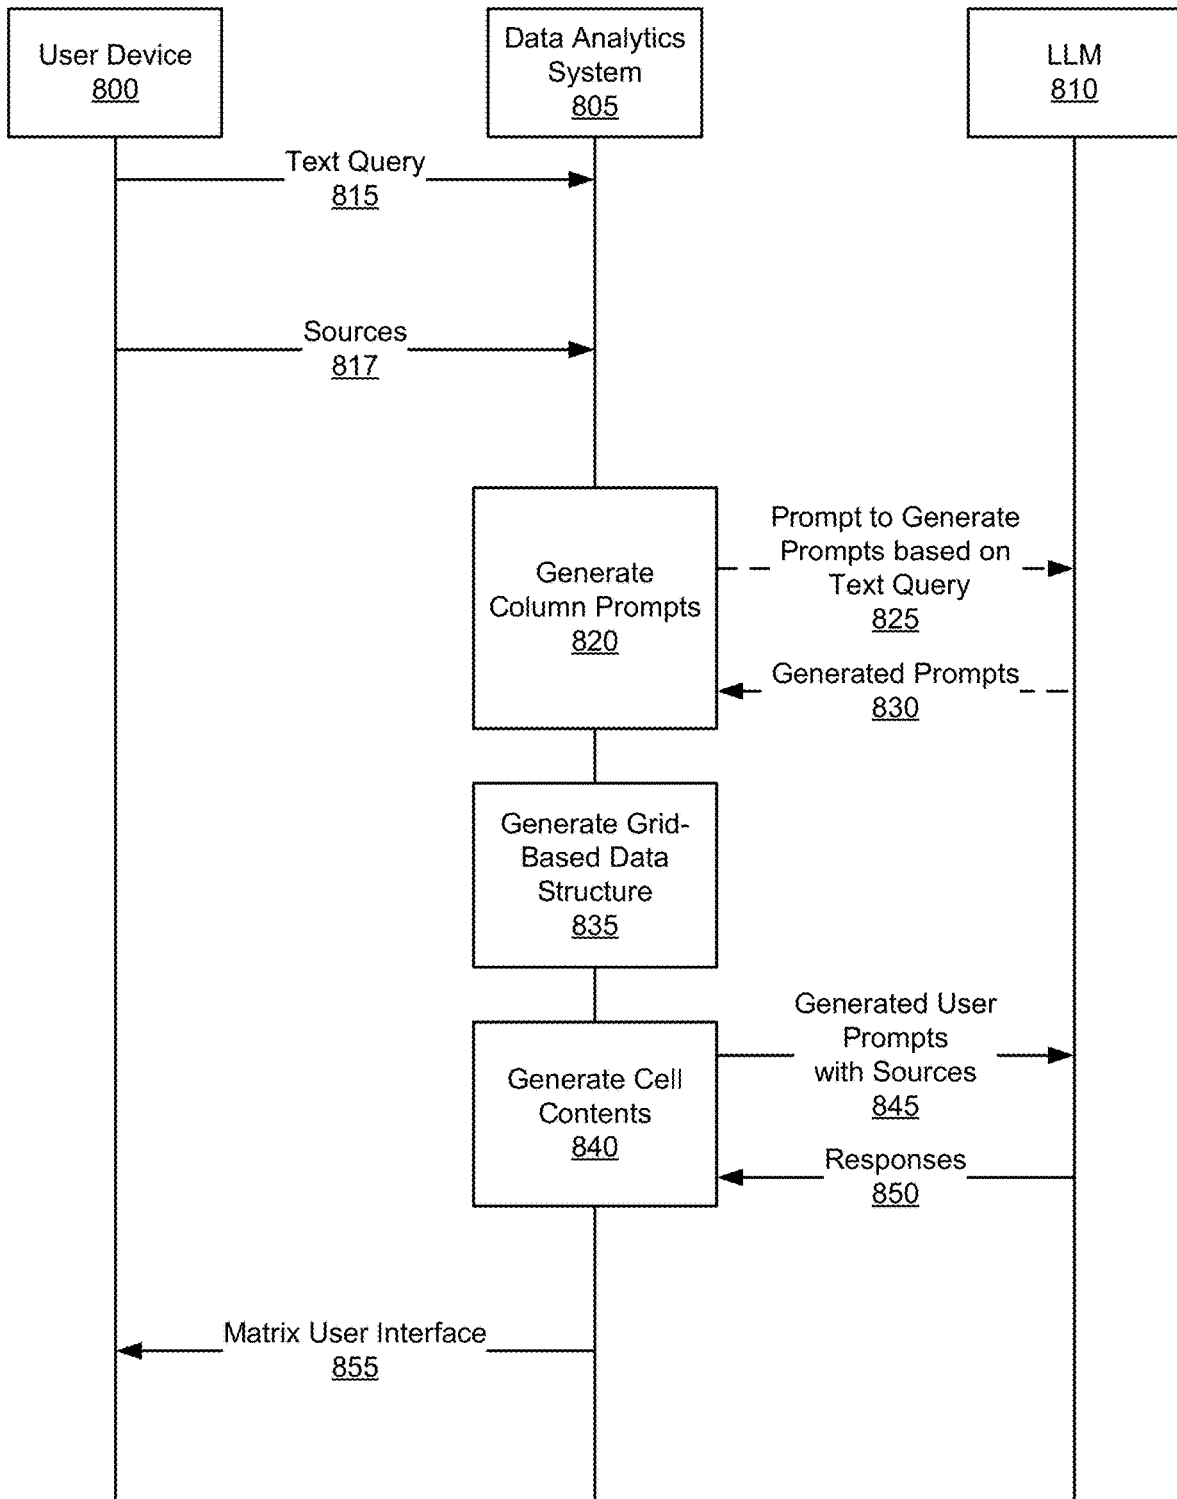 User Device
800
Data Analytics
System
805
LLM
810
Text Query
815
Sources
817
Generate
Column Prompts
820
Prompt to Generate
Prompts based on
Text Query
825
Generated Prompts
830
Generate Grid-
Based Data
Structure
835
Generate Cell
Contents
840
Generated User
Prompts
with Sources
845
Responses
850
Matrix User Interface
855